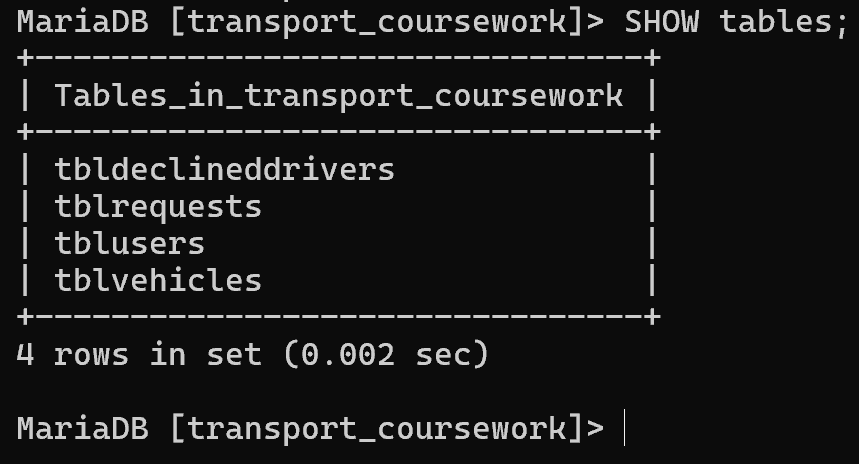 MariaDB [transport_coursework]> SHOW tables;
+--------------------------------+
| Tables_in_transport_coursework |
+--------------------------------+
| tbldeclineddrivers             |
| tblrequests                    |
| tblusers                       |
| tblvehicles                    |
+--------------------------------+
4 rows in set (0.002 sec)
MariaDB [transport_coursework]>